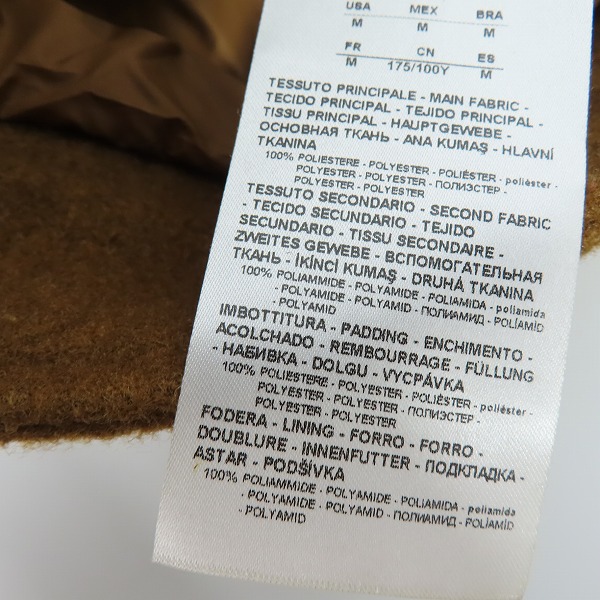 USA MEX BRA
M M M
FR CN ES
M 175/100Y M
TESSUTO PRINCIPALE - MAIN FABRIC -
TECIDO PRINCIPAL - TEJIDO PRINCIPAL -
TISSU PRINCIPAL - HAUPTGEWEBE -
ОСНОВНАЯ ТКАНЬ - ANA KUMAŞ - HLAVNÍ
TKANINA
100% POLIESTERE - POLYESTER - POLIÉSTER - poliéster -
POLYESTER - POLYESTER - ПОЛИЭСТЕР -
POLYESTER - POLYESTER
TESSUTO SECONDARIO - SECOND FABRIC
- TECIDO SECUNDARIO - TEJIDO
SECUNDARIO - TISSU SECONDAIRE -
ZWEITES GEWEBE - ВСПОМОГАТЕЛЬНАЯ
ТКАНЬ - İKİNCİ KUMAŞ - DRUHÁ TKANINA
100% POLIAMMIDE - POLYAMIDE - POLIAMIDA - poliamida
- POLYAMIDE - POLYAMID - ПОЛИАМИД - POLİAMİD
- POLYAMID
IMBOTTITURA - PADDING - ENCHIMENTO -
ACOLCHADO - REMBOURRAGE - FÜLLUNG
- НАБИВКА - DOLGU - VYCPÁVKA
100% POLIESTERE - POLYESTER - POLIÉSTER - poliéster -
POLYESTER - POLYESTER - ПОЛИЭСТЕР -
POLYESTER - POLYESTER
FODERA - LINING - FORRO - FORRO -
DOUBLURE - INNENFUTTER - ПОДКЛАДКА -
ASTAR - PODŠÍVKA
100% POLIAMMIDE - POLYAMIDE - POLIAMIDA - poliamida
- POLYAMIDE - POLYAMID - ПОЛИАМИД - POLİAMİD
- POLYAMID